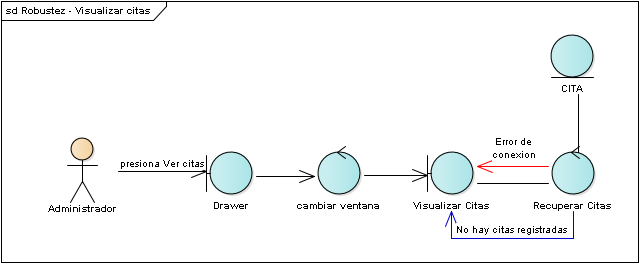 sd Robustez - Visualizar citas
CITA
Error de
conexion
presiona Ver citas
Administrador
Drawer
cambiar ventana
Visualizar Citas
Recuperar Citas
No hay citas registradas